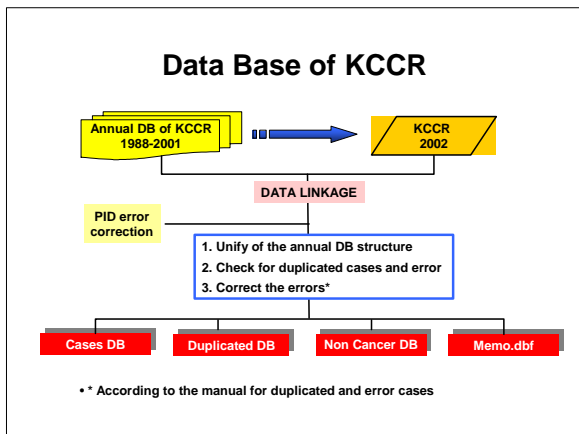 Data Base of KCCR
Annual DB of KCCR
1988-2001
KCCR
2002
DATA LINKAGE
PID error
correction
1. Unify of the annual DB structure
2. Check for duplicated cases and error
3. Correct the errors*
Cases DB
Duplicated DB
Non Cancer DB
Memo.dbf
• * According to the manual for duplicated and error cases